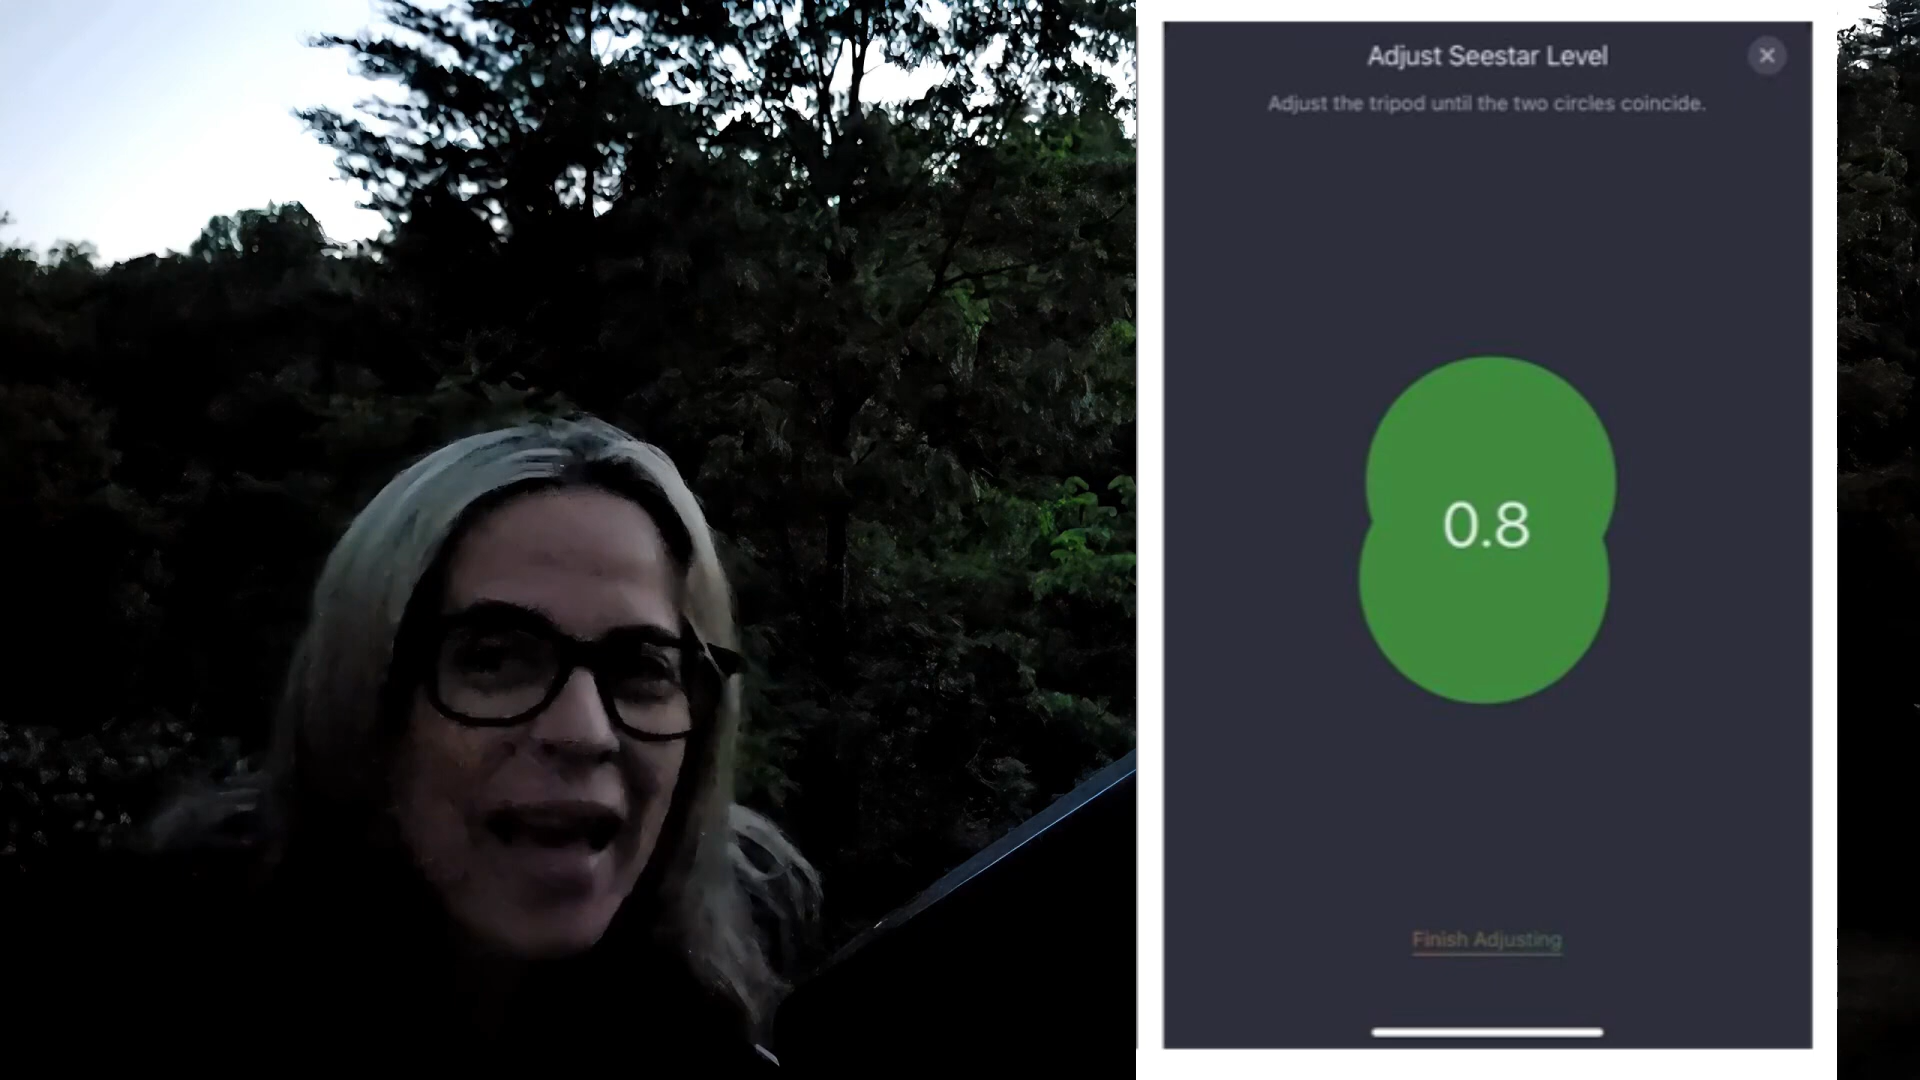 Adjust Seestar Level
Adjust the tripod until the two circles coincide.
0.8
Finish Adjusting